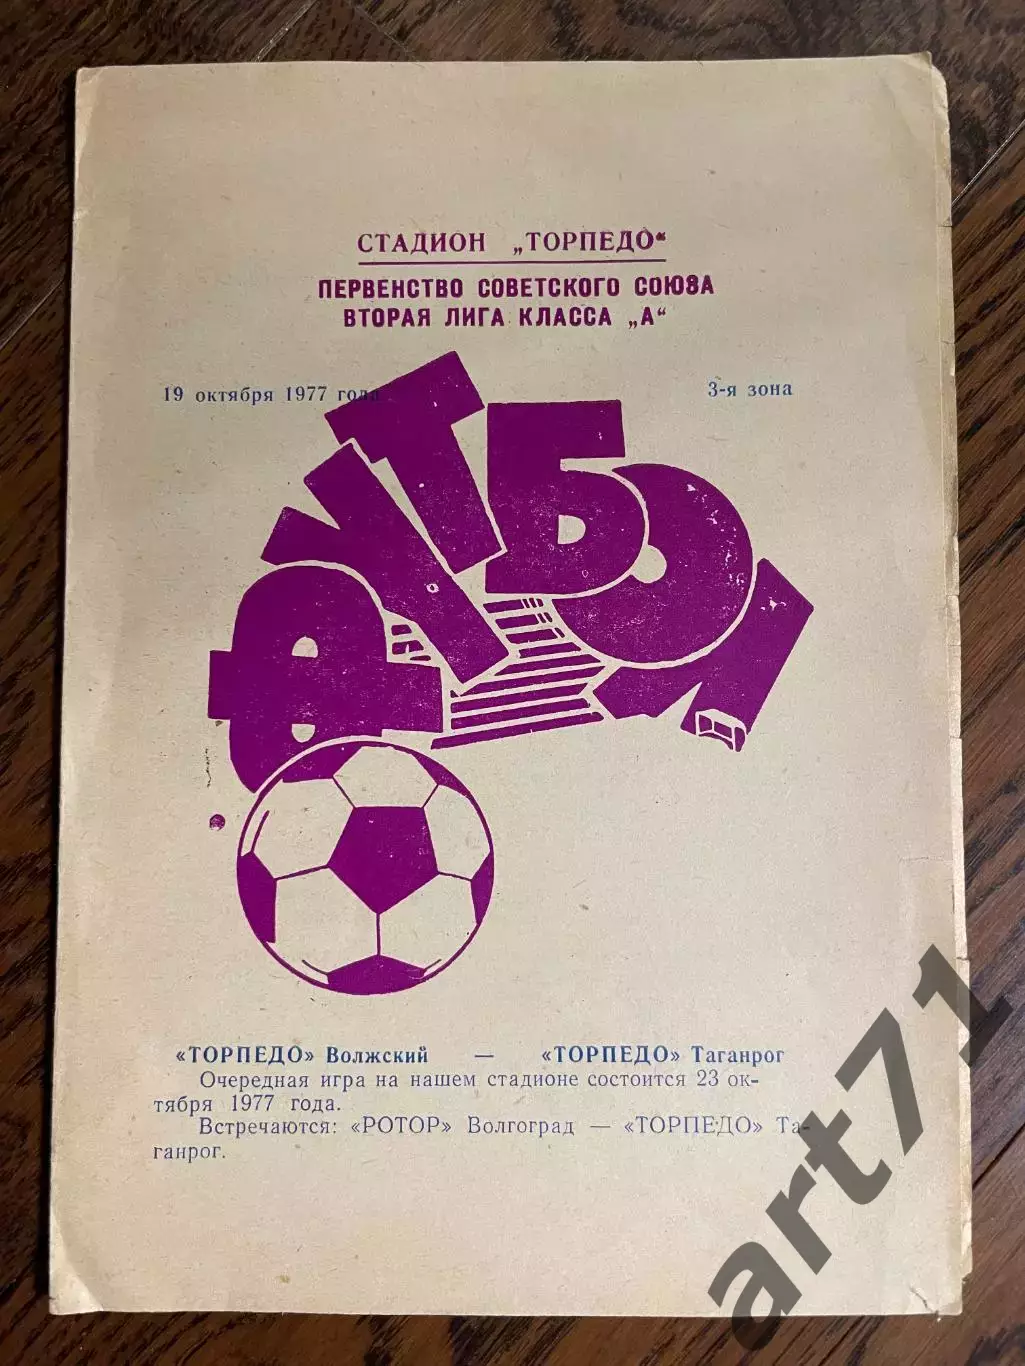 СТАДИОН „ТОРПЕДО“
ПЕРВЕНСТВО СОВЕТСКОГО СОЮЗА
ВТОРАЯ ЛИГА КЛАССА „А“
19 октября 1977 года
3-я зона
ФУТБОЛ
«ТОРПЕДО» Волжский — «ТОРПЕДО» Таганрог
Очередная игра на нашем стадионе состоится 23 ок-
тября 1977 года.
Встречаются: «РОТОР» Волгоград — «ТОРПЕДО» Та-
ганрог.
art71